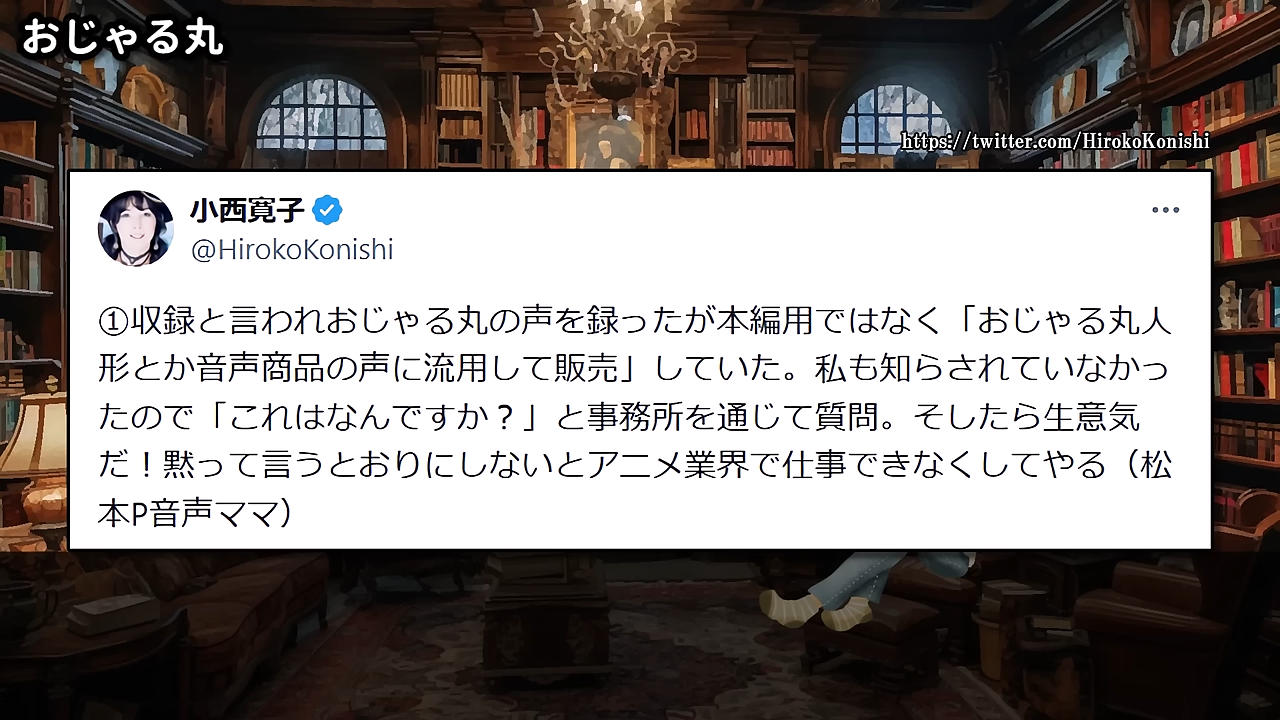 おじゃる丸
https://twitter.com/HirokoKonishi
小西寛子
@HirokoKonishi
①収録と言われおじゃる丸の声を録ったが本編用ではなく「おじゃる丸人
形とか音声商品の声に流用して販売」していた。私も知らされていなかっ
たので「これはなんですか？」と事務所を通じて質問。そしたら生意気
だ！黙って言うとおりにしないとアニメ業界で仕事できなくしてやる（松
本P音声ママ）